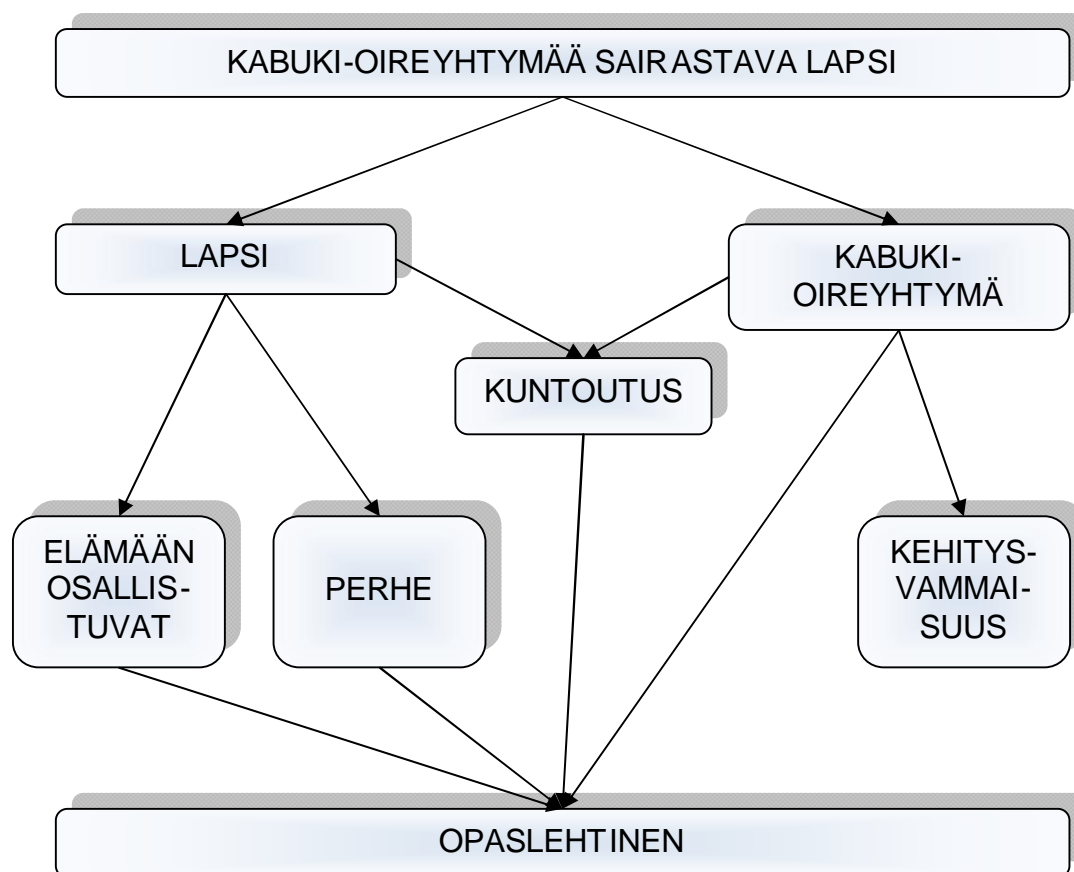 KABUKI-OIREYHTYMÄÄ SAIRASTAVA LAPSI
LAPSI
KABUKI-
OIREYHTYMÄ
KUNTOUTUS
ELÄMÄÄN
OSALLIS-
TUVAT
PERHE
KEHITYS-
VAMMAI-
SUUS
OPASLEHTINEN